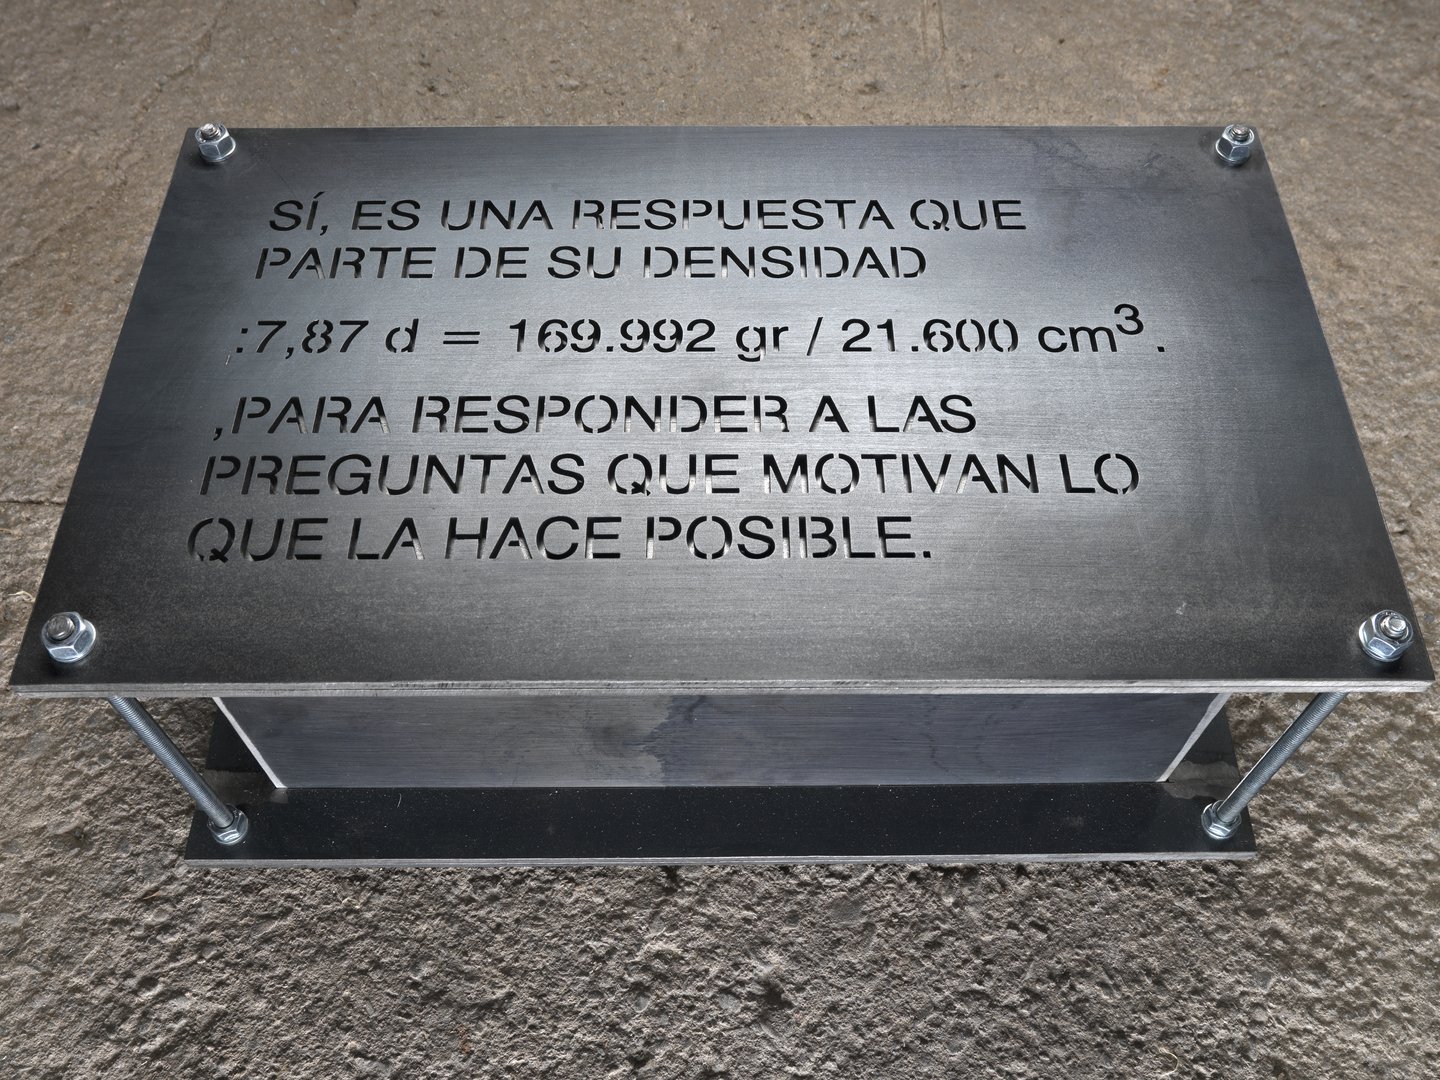 SÍ, ES UNA RESPUESTA QUE
PARTE DE SU DENSIDAD
:7,87 d = 169.992 gr / 21.600 cm³.
,PARA RESPONDER A LAS
PREGUNTAS QUE MOTIVAN LO
QUE LA HACE POSIBLE.